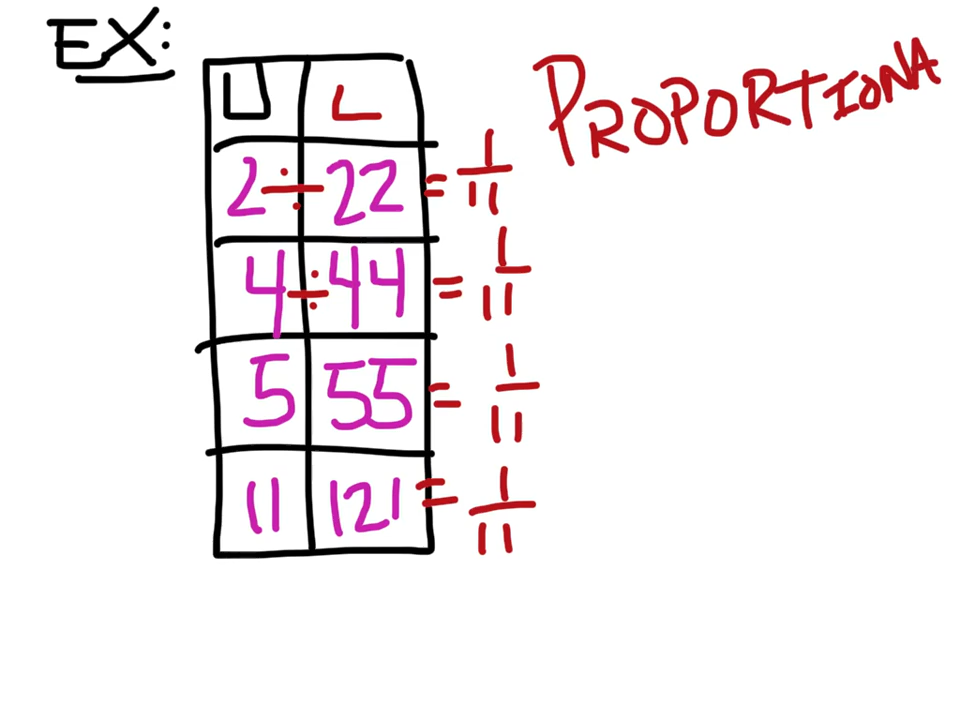 EX:
U L
PROPORTIONA
2 ÷ 22 = 1/11
4 ÷ 44 = 1/11
5 55 = 1/11
11 121 = 1/11